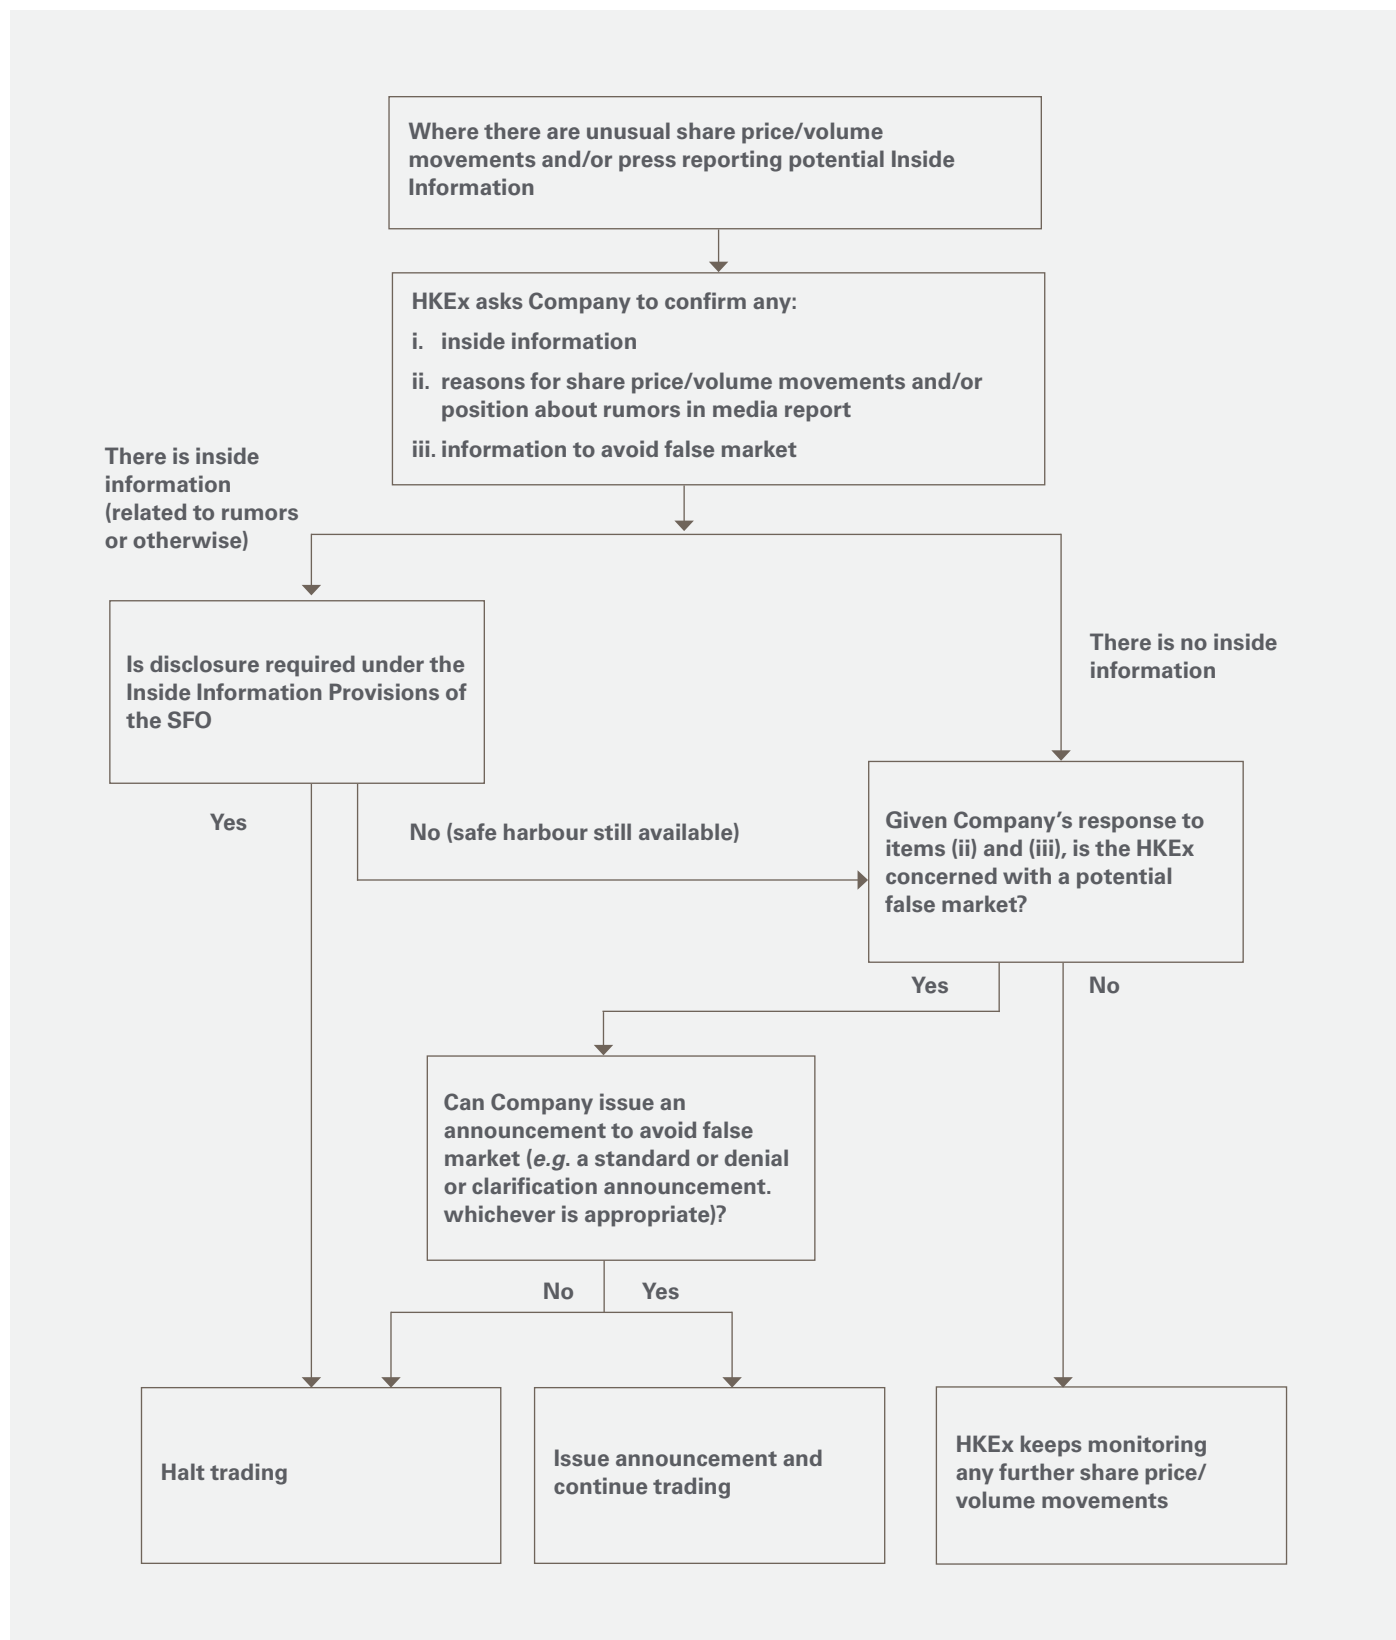 Where there are unusual share price/volume
movements and/or press reporting potential Inside
Information
HKEx asks Company to confirm any:
i. inside information
ii. reasons for share price/volume movements and/or
position about rumors in media report
iii. information to avoid false market
There is inside
information
(related to rumors
or otherwise)
Is disclosure required under the
Inside Information Provisions of
the SFO
There is no inside
information
Yes
No (safe harbour still available)
Given Company’s response to
items (ii) and (iii), is the HKEx
concerned with a potential
false market?
Yes
No
Can Company issue an
announcement to avoid false
market (e.g. a standard or denial
or clarification announcement.
whichever is appropriate)?
No
Yes
Halt trading
Issue announcement and
continue trading
HKEx keeps monitoring
any further share price/
volume movements